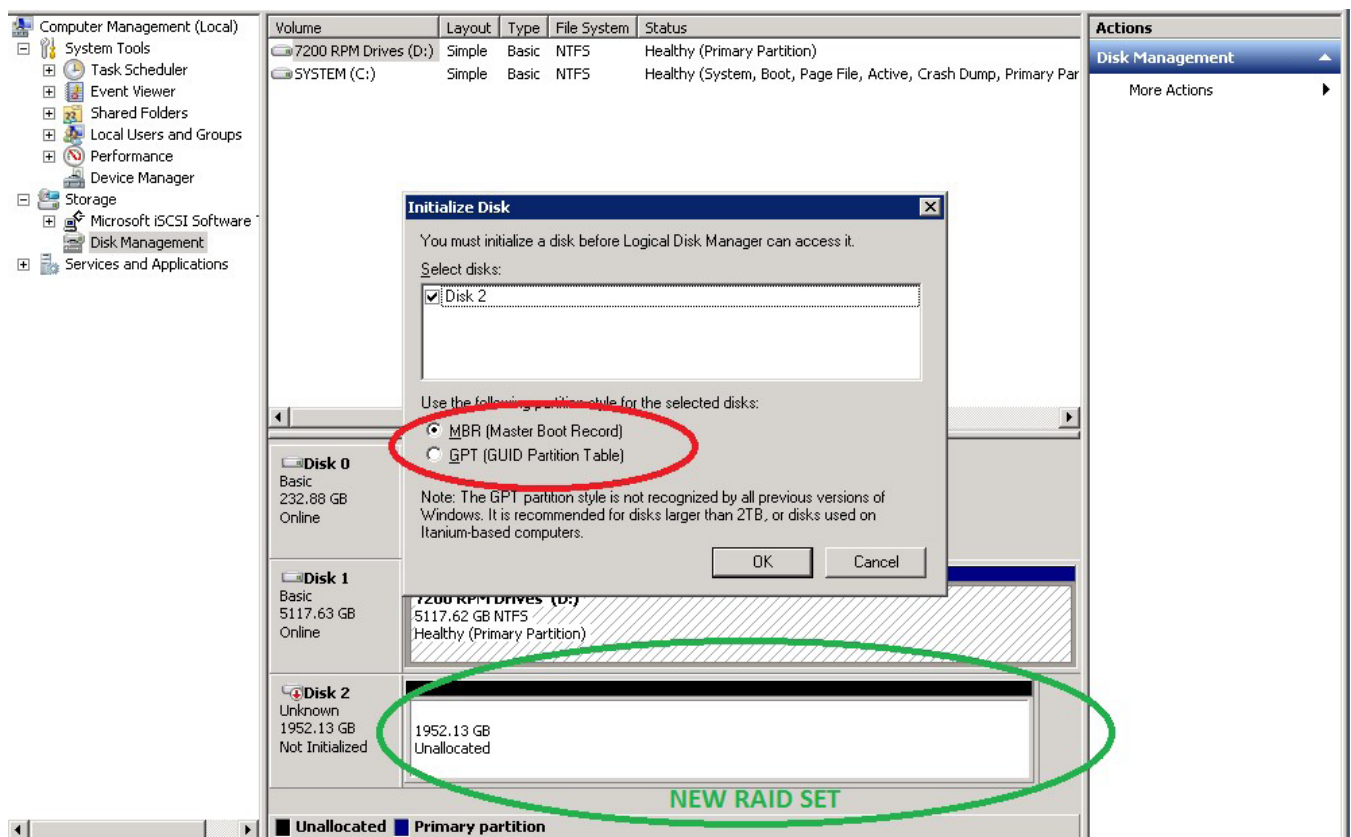 Computer Management (Local)
System Tools
Task Scheduler
Event Viewer
Shared Folders
Local Users and Groups
Performance
Device Manager
Storage
Microsoft iSCSI Software
Disk Management
Services and Applications
Volume Layout Type File System Status
7200 RPM Drives (D:) Simple Basic NTFS Healthy (Primary Partition)
SYSTEM (C:) Simple Basic NTFS Healthy (System, Boot, Page File, Active, Crash Dump, Primary Par
Actions
Disk Management
More Actions
Initialize Disk
You must initialize a disk before Logical Disk Manager can access it.
Select disks:
Disk 2
Use the following partition style for the selected disks:
MBR (Master Boot Record)
GPT (GUID Partition Table)
Note: The GPT partition style is not recognized by all previous versions of
Windows. It is recommended for disks larger than 2TB, or disks used on
Itanium-based computers.
OK Cancel
Disk 0
Basic
232.88 GB
Online
Disk 1
Basic
5117.63 GB
Online
7200 RPM Drives (D:)
5117.62 GB NTFS
Healthy (Primary Partition)
Disk 2
Unknown
1952.13 GB
Not Initialized
1952.13 GB
Unallocated
NEW RAID SET
Unallocated Primary partition